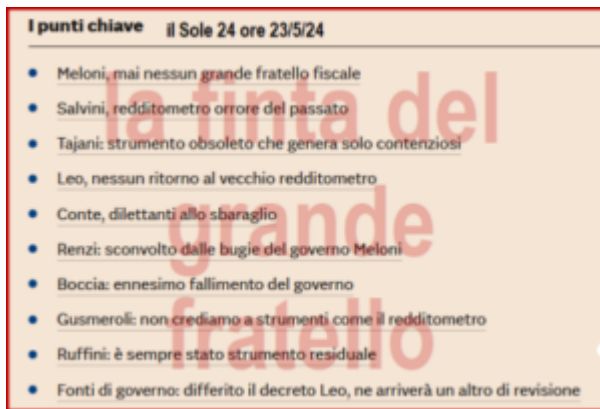 I punti chiave il Sole 24 ore 23/5/24
Meloni, mai nessun grande fratello fiscale
Salvini, redditometro orrore del passato
Tajani: strumento obsoleto che genera solo contenziosi
Leo, nessun ritorno al vecchio redditometro
Conte, dilettanti allo sbaraglio
Renzi: sconvolto dalle bugie del governo Meloni
Boccia: ennesimo fallimento del governo
Gusmeroli: non crediamo a strumenti come il redditometro
Ruffini: è sempre stato strumento residuale
Fonti di governo: differito il decreto Leo, ne arriverà un altro di revisione
la finta del
grande
fratello